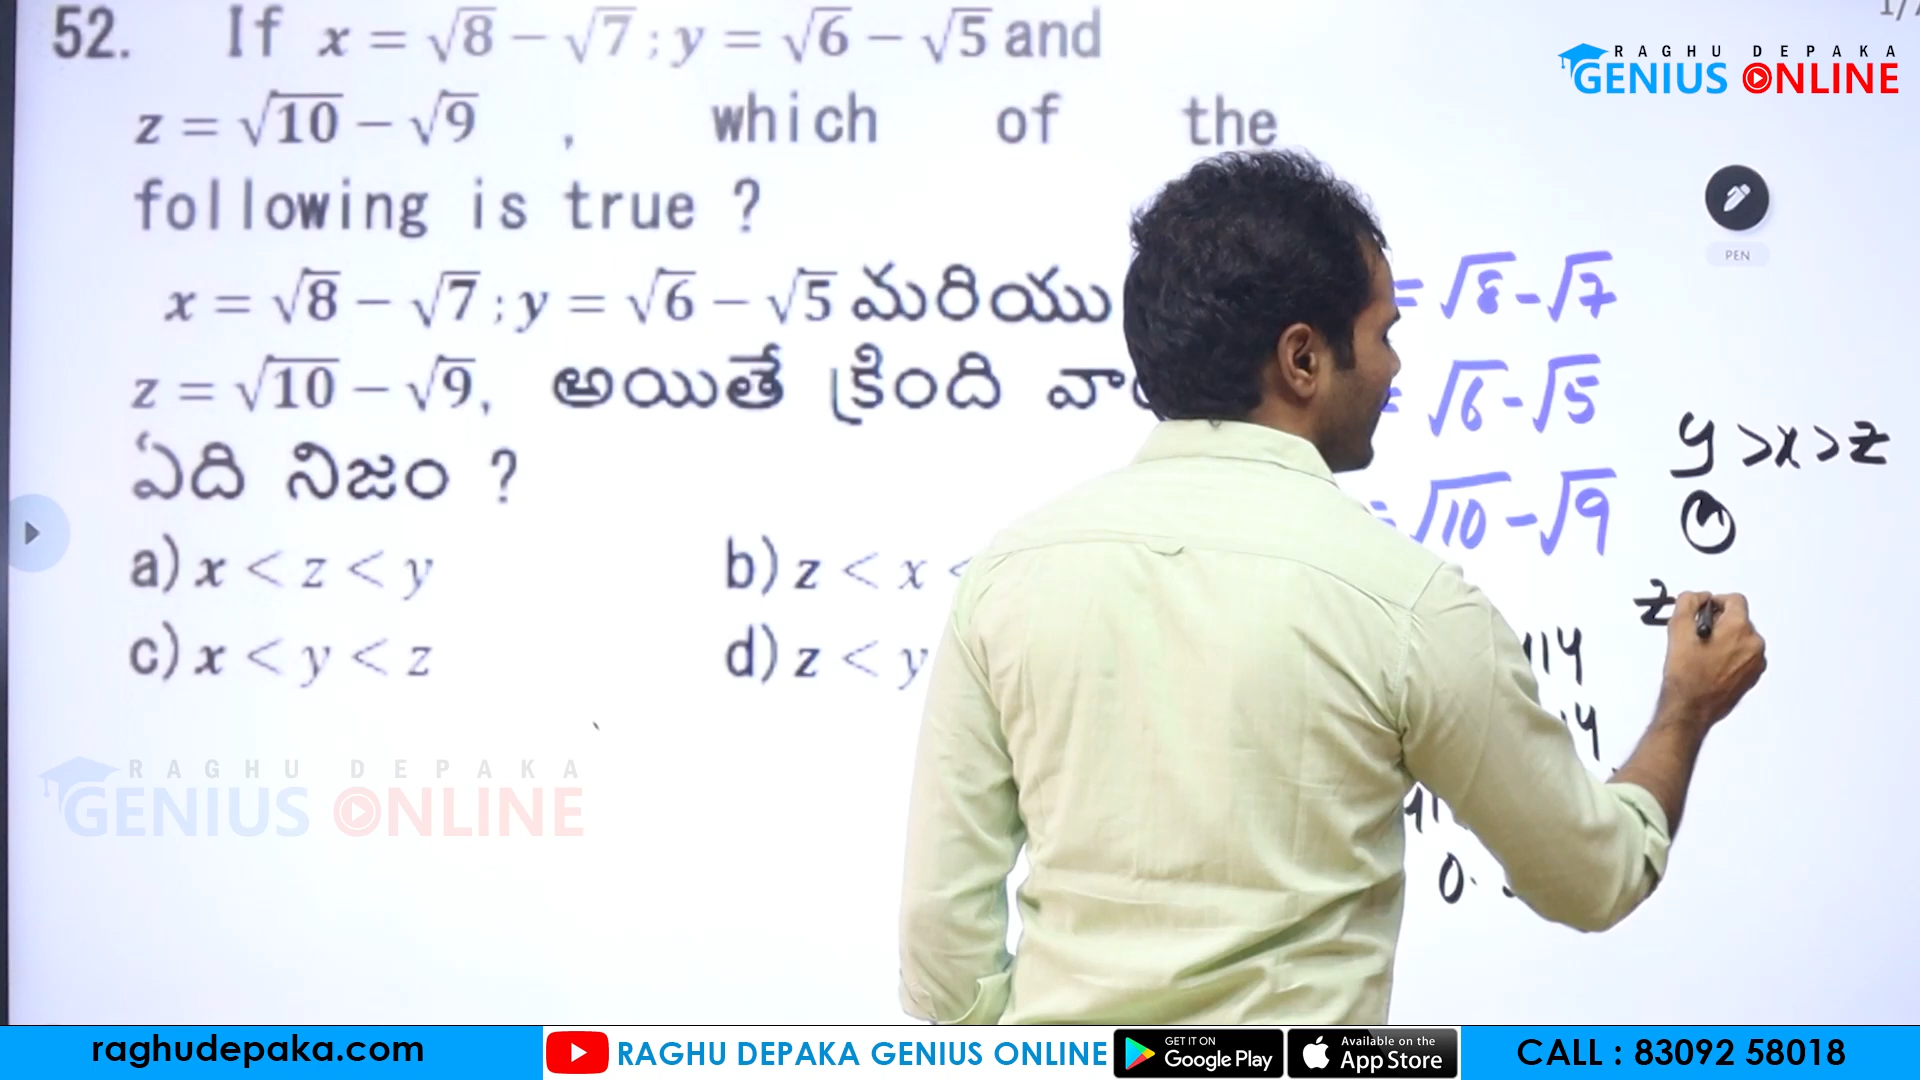 52. If x = √8 − √7 ; y = √6 − √5 and
z = √10 − √9 , which of the
following is true ?
x = √8 − √7 ; y = √6 − √5 మరియు
z = √10 − √9, అయితే క్రింది
ఏది నిజం ?
a) x < z < y
b) z < x <
c) x < y < z
d) z < y
RAGHU DEPAKA
GENIUS ONLINE
PEN
= √8 - √7
= √6 - √5
= √10 - √9
y > x > z
z
0.
RAGHU DEPAKA
GENIUS ONLINE
raghudepaka.com
RAGHU DEPAKA GENIUS ONLINE
GET IT ON
Google Play
Available on the
App Store
CALL : 83092 58018